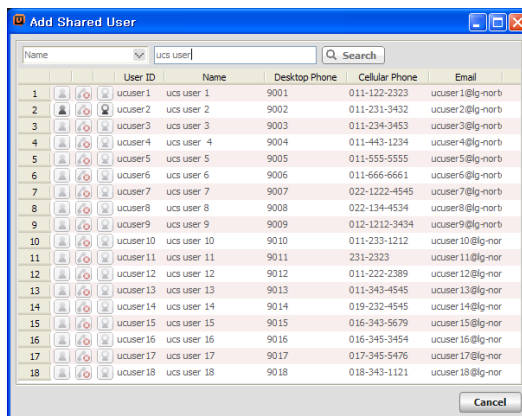 Add Shared User
Name ucs user Search
User ID Name Desktop Phone Cellular Phone Email
1 ucuser1 ucs user 1 9001 011-122-2323 ucuser1@lg-nort
2 ucuser2 ucs user 2 9002 011-231-3432 ucuser2@lg-nort
3 ucuser3 ucs user 3 9003 011-234-3453 ucuser3@lg-nort
4 ucuser4 ucs user 4 9004 011-443-1234 ucuser4@lg-nort
5 ucuser5 ucs user 5 9005 011-555-5555 ucuser5@lg-nort
6 ucuser6 ucs user 6 9006 011-666-6661 ucuser6@lg-nort
7 ucuser7 ucs user 7 9007 022-1222-4545 ucuser7@lg-nort
8 ucuser8 ucs user 8 9008 022-134-4534 ucuser8@lg-nort
9 ucuser9 ucs user 9 9009 012-1212-3434 ucuser9@lg-nort
10 ucuser10 ucs user 10 9010 011-233-1212 ucuser10@lg-nor
11 ucuser11 ucs user 11 9011 231-2323 ucuser11@lg-nor
12 ucuser12 ucs user 12 9012 011-222-2389 ucuser12@lg-nor
13 ucuser13 ucs user 13 9013 011-343-4545 ucuser13@lg-nor
14 ucuser14 ucs user 14 9014 019-232-4545 ucuser14@lg-nor
15 ucuser15 ucs user 15 9015 016-343-5679 ucuser15@lg-nor
16 ucuser16 ucs user 16 9016 016-345-3454 ucuser16@lg-nor
17 ucuser17 ucs user 17 9017 017-345-5476 ucuser17@lg-nor
18 ucuser18 ucs user 18 9018 018-343-1121 ucuser18@lg-nor
Cancel